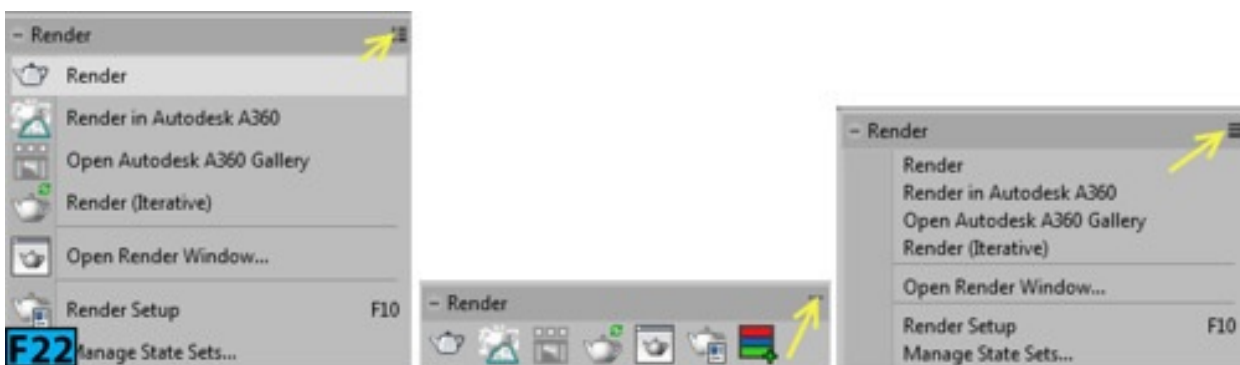 − Render
Render
Render in Autodesk A360
Open Autodesk A360 Gallery
Render (Iterative)
Open Render Window...
Render Setup F10
F22 Manage State Sets...
− Render
− Render
Render
Render in Autodesk A360
Open Autodesk A360 Gallery
Render (Iterative)
Open Render Window...
Render Setup F10
Manage State Sets...